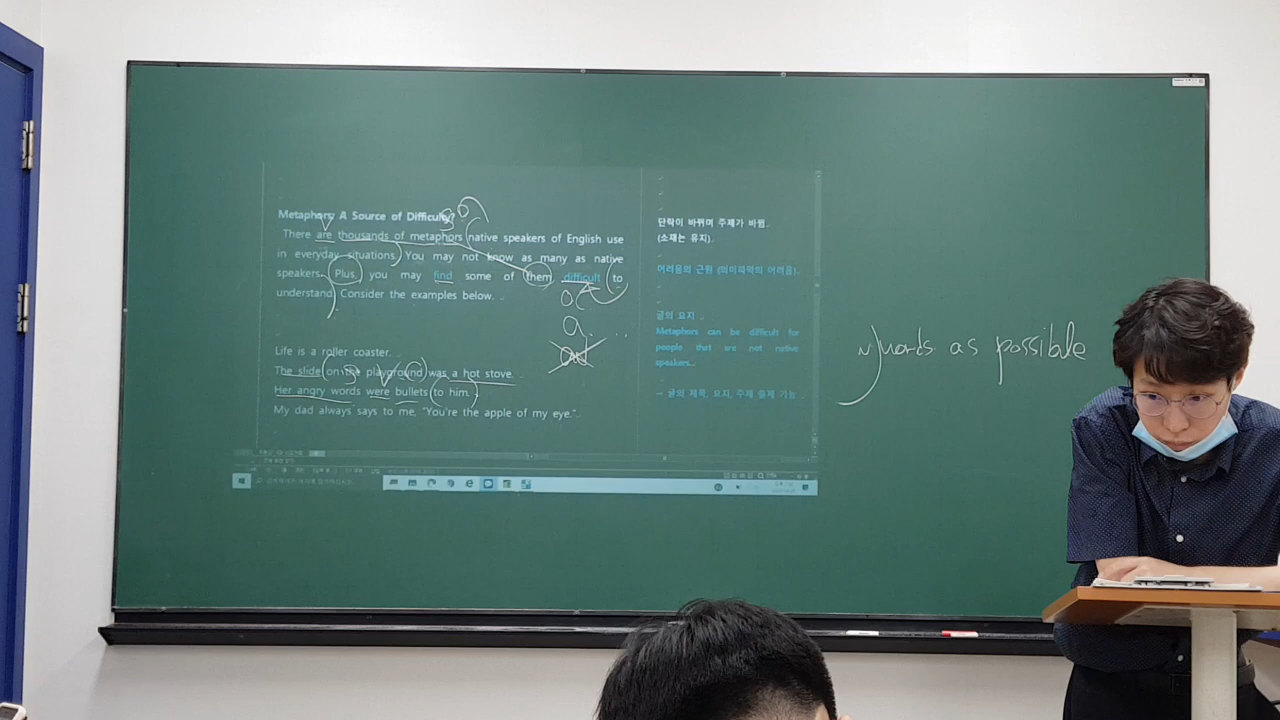 Metaphor: A Source of Difficulty?
There are thousands of metaphors native speakers of English use
in everyday situations. You may not know as many as native
speakers. Plus, you may find some of them difficult to
understand. Consider the examples below.
Life is a roller coaster.
The slide on the playground was a hot stove.
Her angry words were bullets to him.
My dad always says to me, "You're the apple of my eye."
S O
V
O.C
a. ...
ad
S V C
단락이 바뀌며 주제가 바뀜.
(소재는 유지).
어려움의 근원 (의미파악의 어려움).
글의 요지
Metaphors can be difficult for
people that are not native
speakers.
→ 글의 제목, 요지, 주제 출제 가능
words as possible